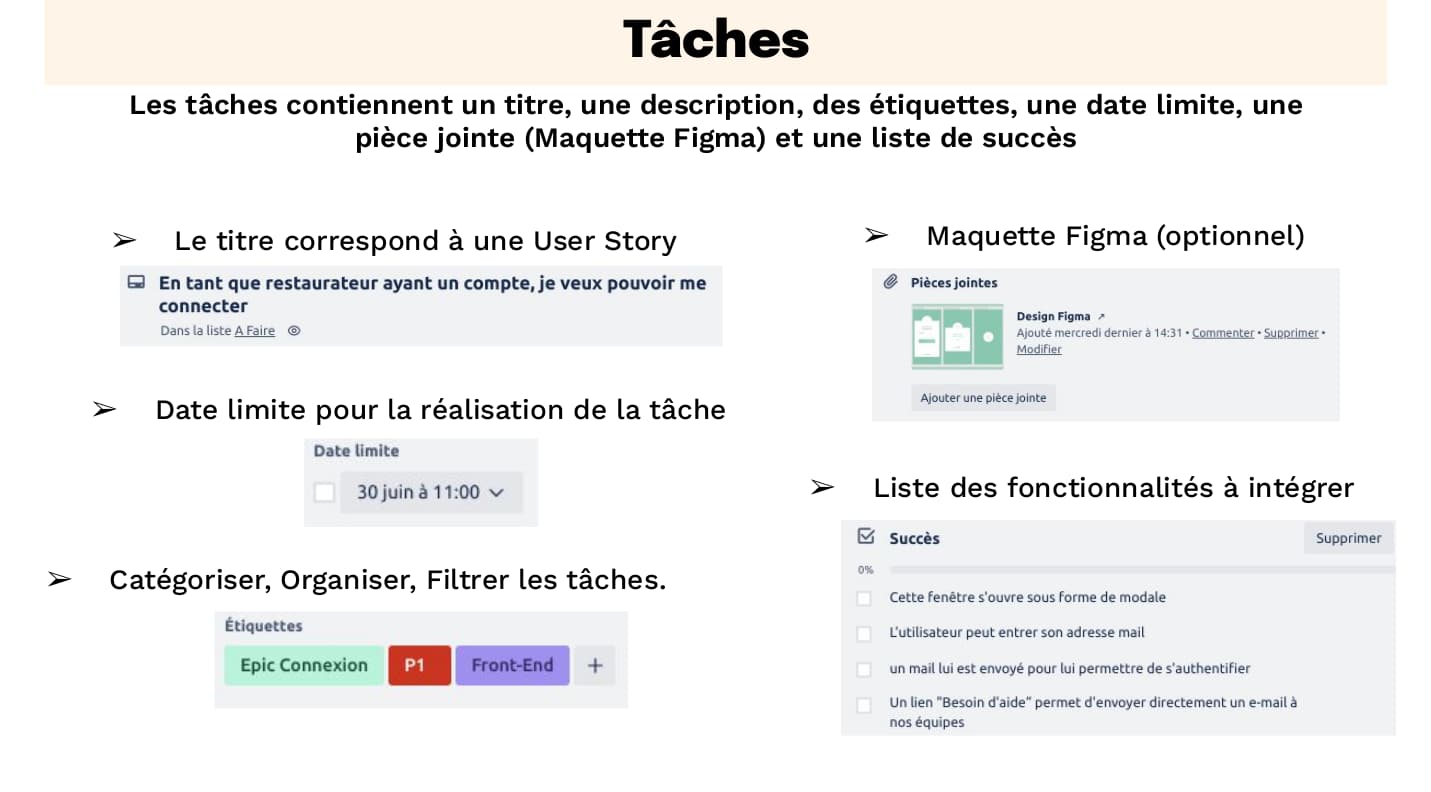 Tâches
Les tâches contiennent un titre, une description, des étiquettes, une date limite, une
pièce jointe (Maquette Figma) et une liste de succès
➢ Le titre correspond à une User Story
En tant que restaurateur ayant un compte, je veux pouvoir me
connecter
Dans la liste A Faire
➢ Date limite pour la réalisation de la tâche
Date limite
30 juin à 11:00
➢ Catégoriser, Organiser, Filtrer les tâches.
Étiquettes
Epic Connexion P1 Front-End +
➢ Maquette Figma (optionnel)
Pièces jointes
Design Figma ↗
Ajouté mercredi dernier à 14:31 • Commenter • Supprimer •
Modifier
Ajouter une pièce jointe
➢ Liste des fonctionnalités à intégrer
Succès Supprimer
0%
Cette fenêtre s'ouvre sous forme de modale
L'utilisateur peut entrer son adresse mail
un mail lui est envoyé pour lui permettre de s'authentifier
Un lien "Besoin d'aide" permet d'envoyer directement un e-mail à
nos équipes